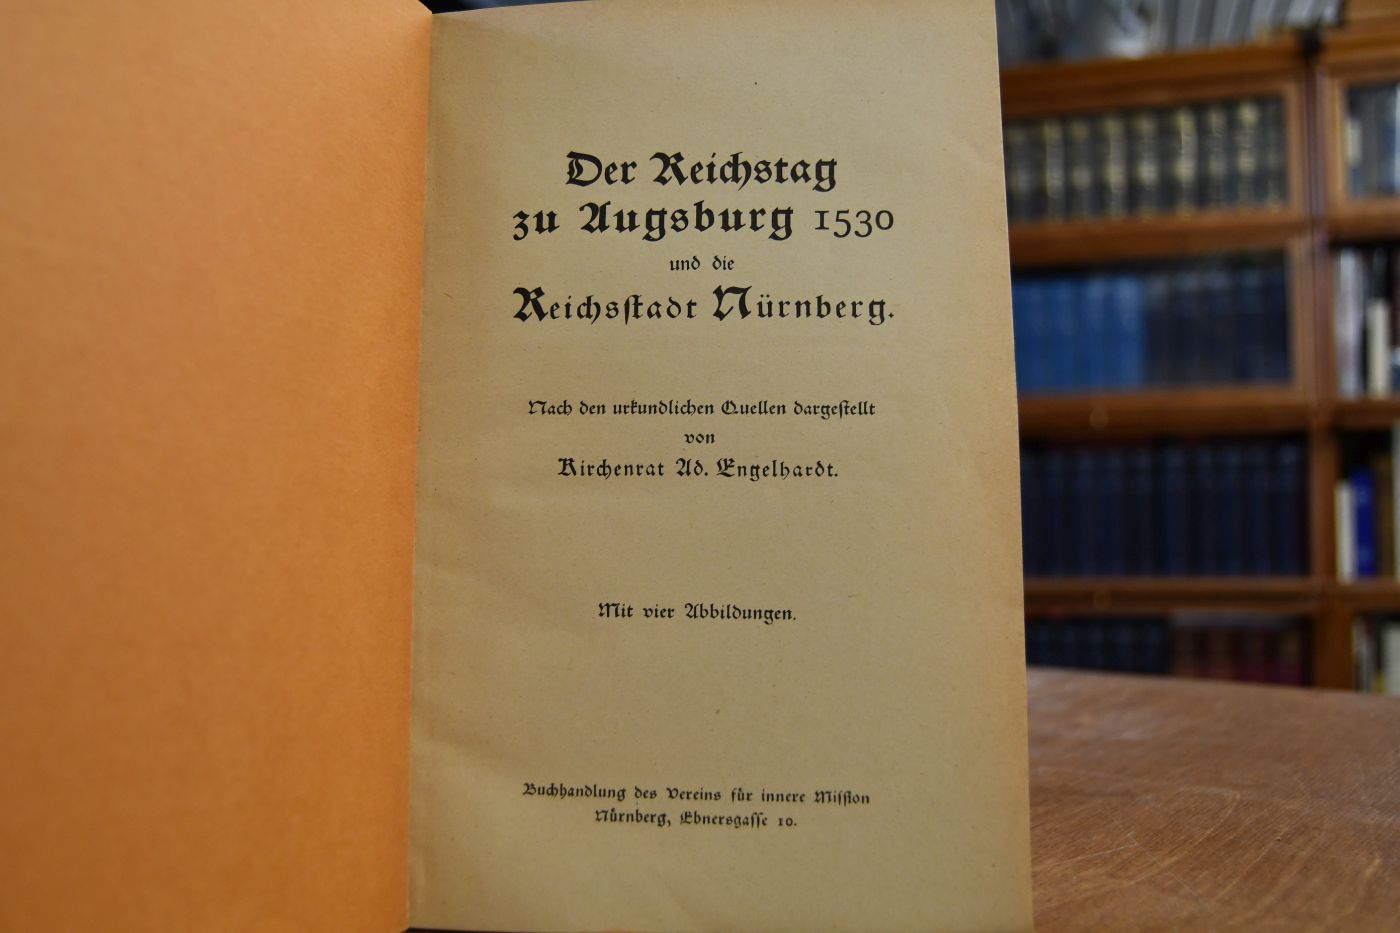 Der Reichstag
zu Augsburg 1530
und die
Reichsſtadt Nürnberg.
Nach den urkundlichen Quellen dargeſtellt
von
Kirchenrat Ad. Engelhardt.
Mit vier Abbildungen.
Buchhandlung des Vereins für innere Miſſion
Nürnberg, Ebnersgaſſe 10.